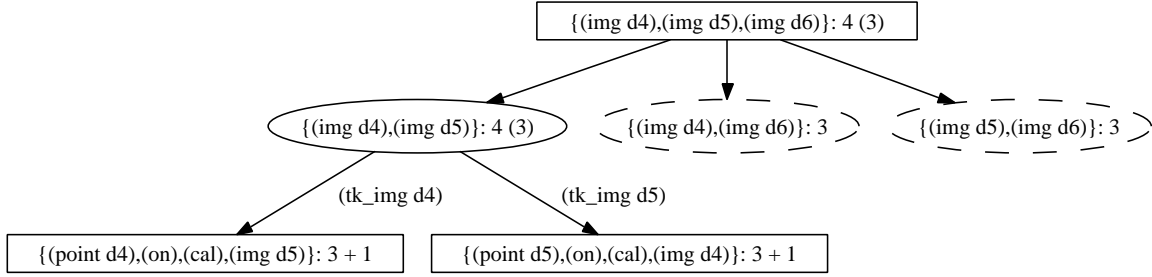 {(img d4),(img d5),(img d6)}: 4 (3)
{(img d4),(img d5)}: 4 (3)
{(img d4),(img d6)}: 3
{(img d5),(img d6)}: 3
(tk_img d4)
(tk_img d5)
{(point d4),(on),(cal),(img d5)}: 3 + 1
{(point d5),(on),(cal),(img d4)}: 3 + 1